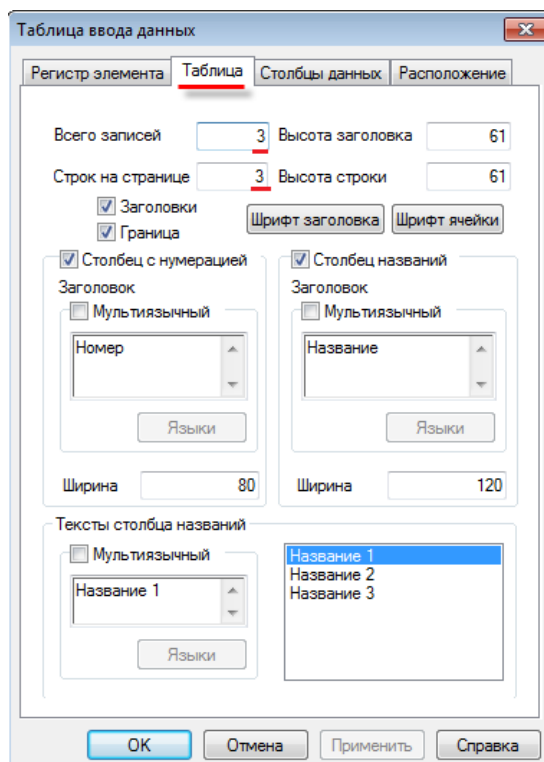 Таблица ввода данных
Регистр элемента Таблица Столбцы данных Расположение
Всего записей 3 Высота заголовка 61
Строк на странице 3 Высота строки 61
Заголовки
Граница
Шрифт заголовка Шрифт ячейки
Столбец с нумерацией Столбец названий
Заголовок Заголовок
Мультиязычный Мультиязычный
Номер Название
Языки Языки
Ширина 80 Ширина 120
Тексты столбца названий
Мультиязычный
Название 1
Языки
Название 1
Название 2
Название 3
OK Отмена Применить Справка